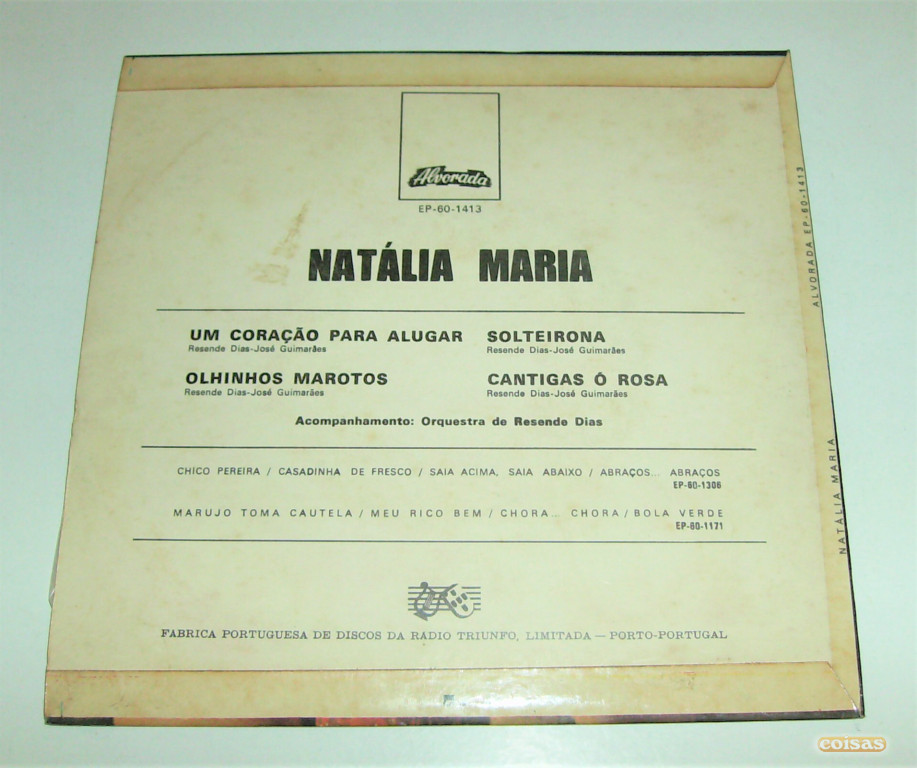 Alvorada
EP-60-1413
NATÁLIA MARIA
UM CORAÇÃO PARA ALUGAR
Resende Dias-José Guimarães
SOLTEIRONA
Resende Dias-José Guimarães
OLHINHOS MAROTOS
Resende Dias-José Guimarães
CANTIGAS Ô ROSA
Resende Dias-José Guimarães
Acompanhamento: Orquestra de Resende Dias
CHICO PEREIRA / CASADINHA DE FRESCO / SAIA ACIMA, SAIA ABAIXO / ABRAÇOS... ABRAÇOS
EP-60-1306
MARUJO TOMA CAUTELA / MEU RICO BEM / CHORA... CHORA / BOLA VERDE
EP-60-1171
FABRICA PORTUGUESA DE DISCOS DA RADIO TRIUNFO, LIMITADA — PORTO-PORTUGAL
ALVORADA EP-60-1413
NATÁLIA MARIA
coisas